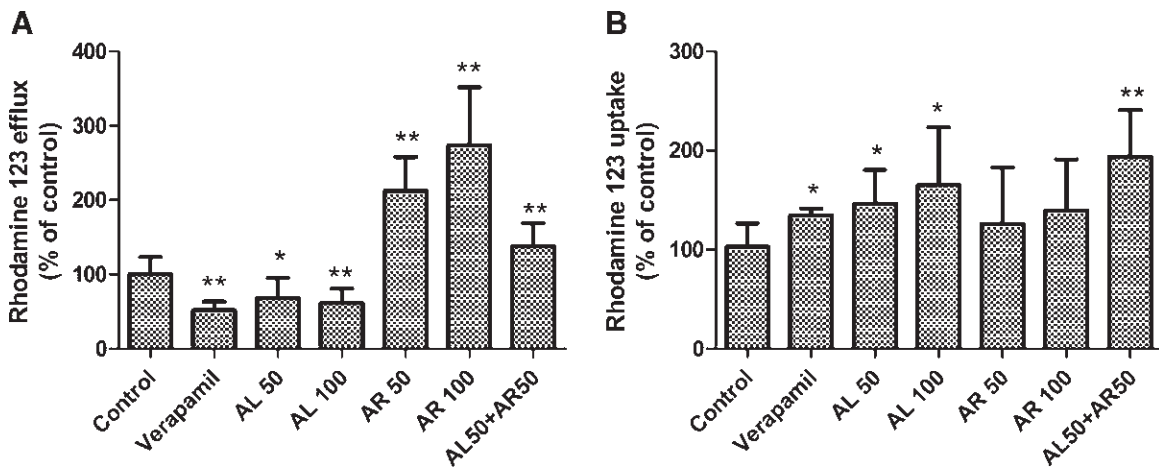 A
Rhodamine 123 efflux
(% of control)
400
300
200
100
0
**
*
**
**
**
**
Control
Verapamil
AL 50
AL 100
AR 50
AR 100
AL50+AR50
B
Rhodamine 123 uptake
(% of control)
300
200
100
0
*
*
*
**
Control
Verapamil
AL 50
AL 100
AR 50
AR 100
AL50+AR50